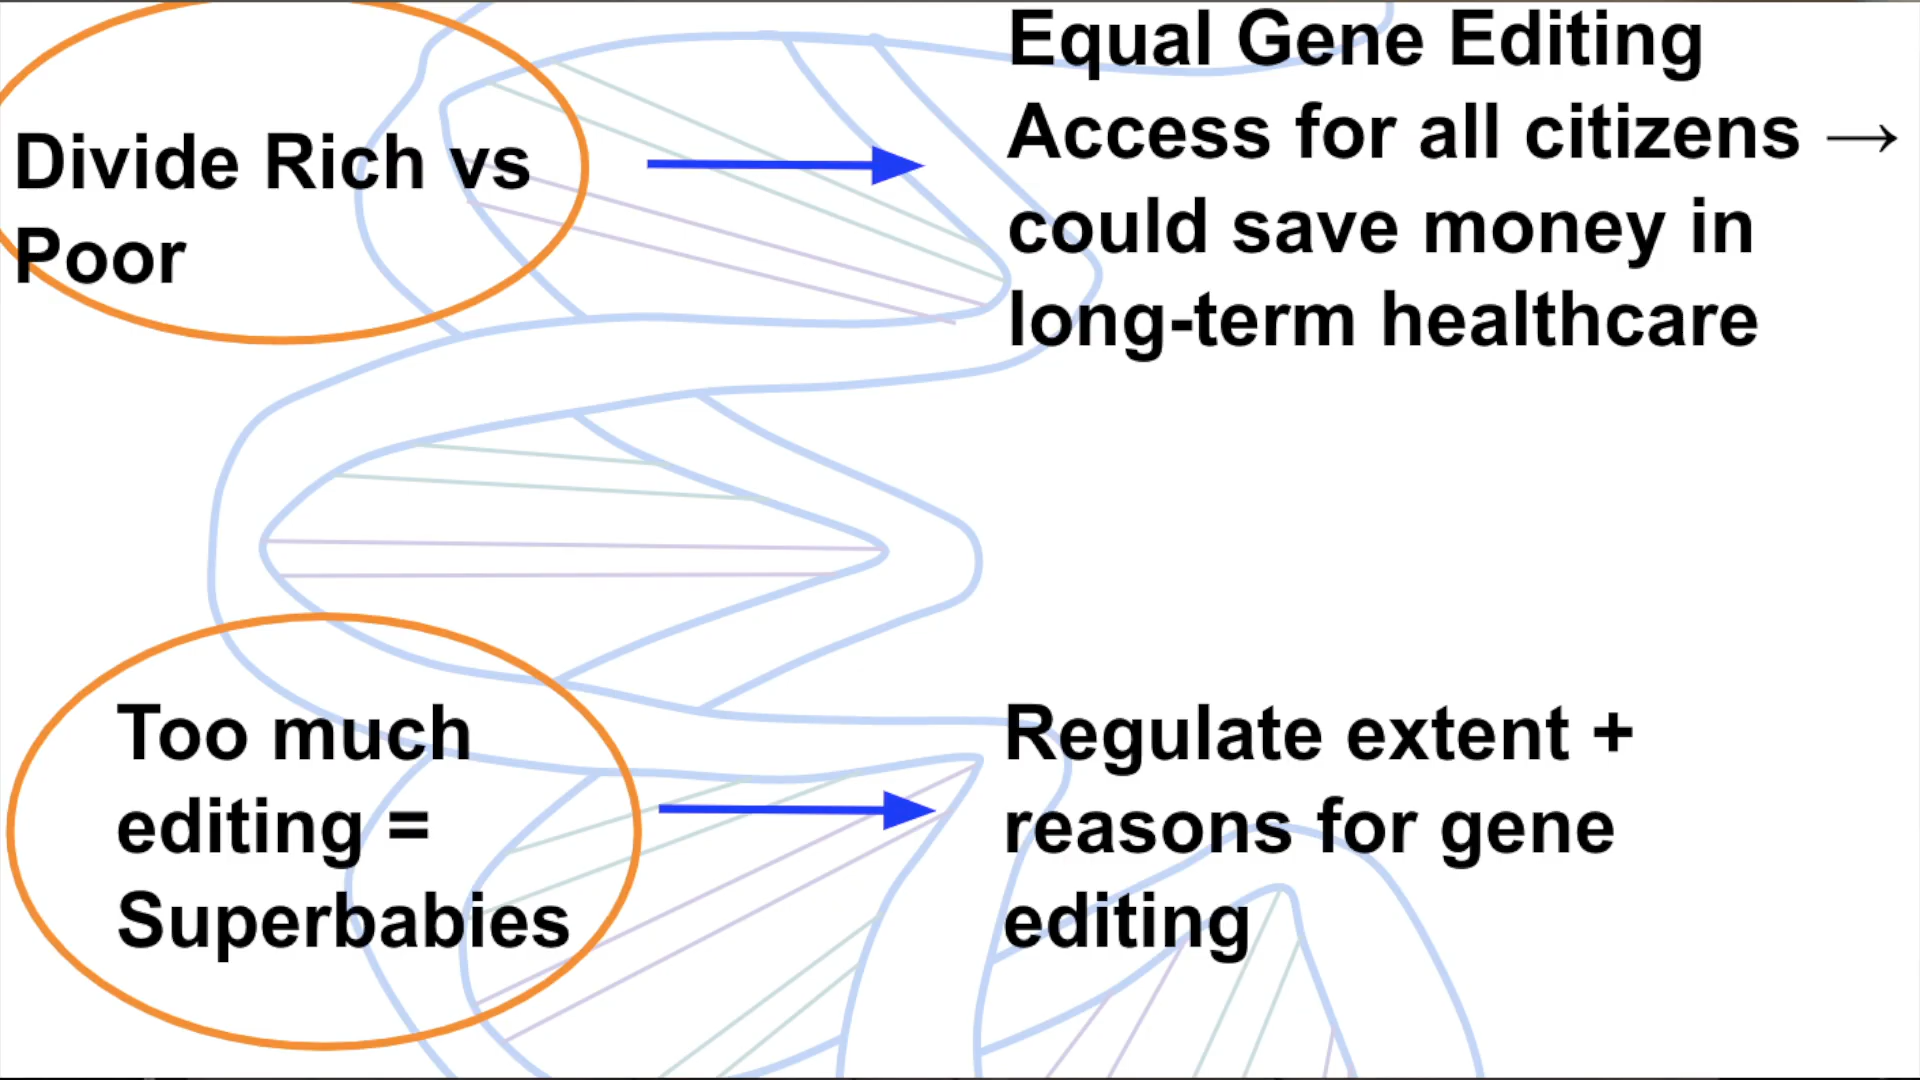 Divide Rich vs
Poor
Equal Gene Editing
Access for all citizens →
could save money in
long-term healthcare
Too much
editing =
Superbabies
Regulate extent +
reasons for gene
editing